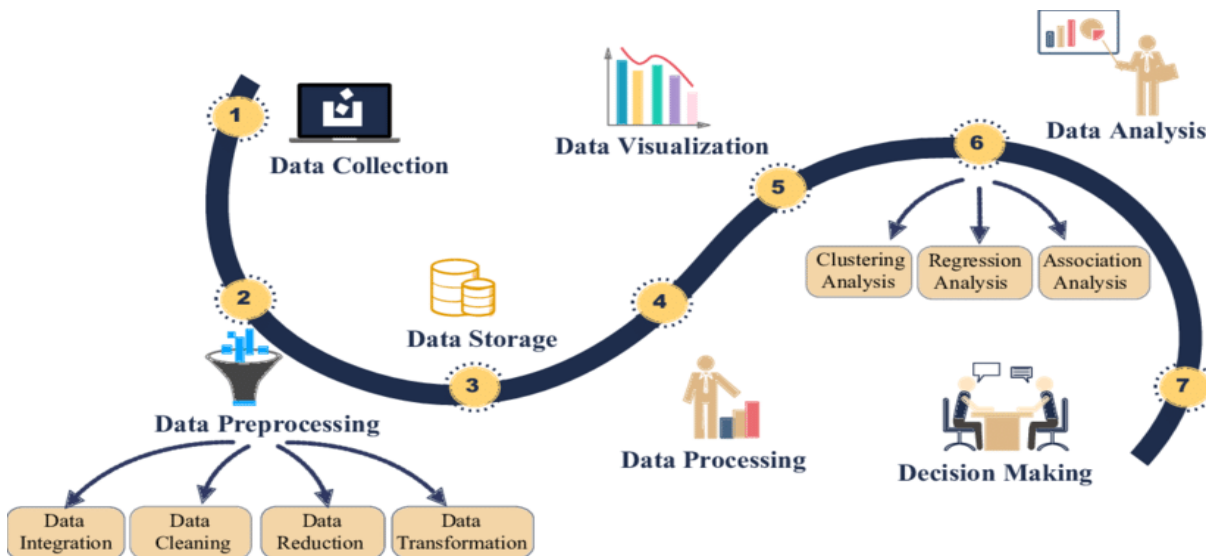 1
Data Collection
2
Data Preprocessing
Data
Integration
Data
Cleaning
Data
Reduction
Data
Transformation
3
Data Storage
4
Data Processing
5
Data Visualization
6
Data Analysis
Clustering
Analysis
Regression
Analysis
Association
Analysis
7
Decision Making